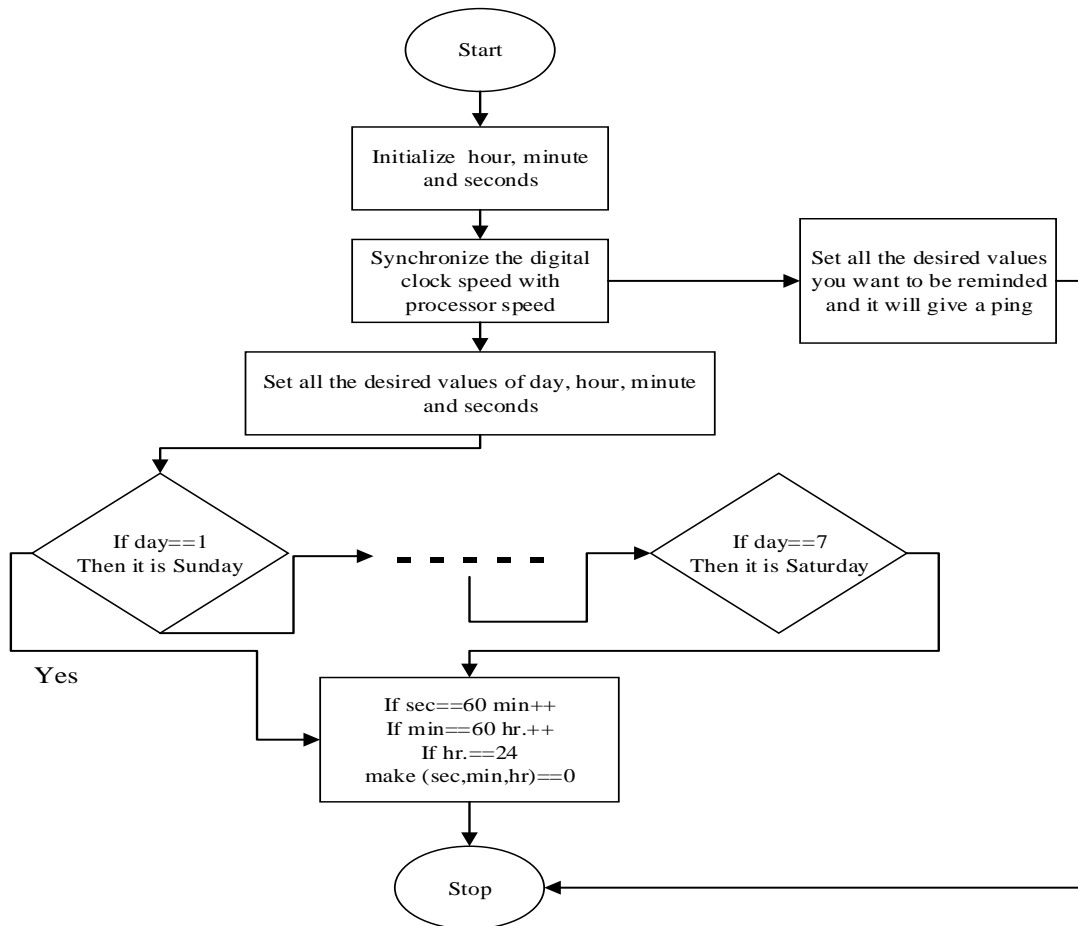 Start
Initialize hour, minute
and seconds
Synchronize the digital
clock speed with
processor speed
Set all the desired values
you want to be reminded
and it will give a ping
Set all the desired values of day, hour, minute
and seconds
If day==1
Then it is Sunday
If day==7
Then it is Saturday
Yes
If sec==60 min++
If min==60 hr.++
If hr.==24
make (sec,min,hr)==0
Stop